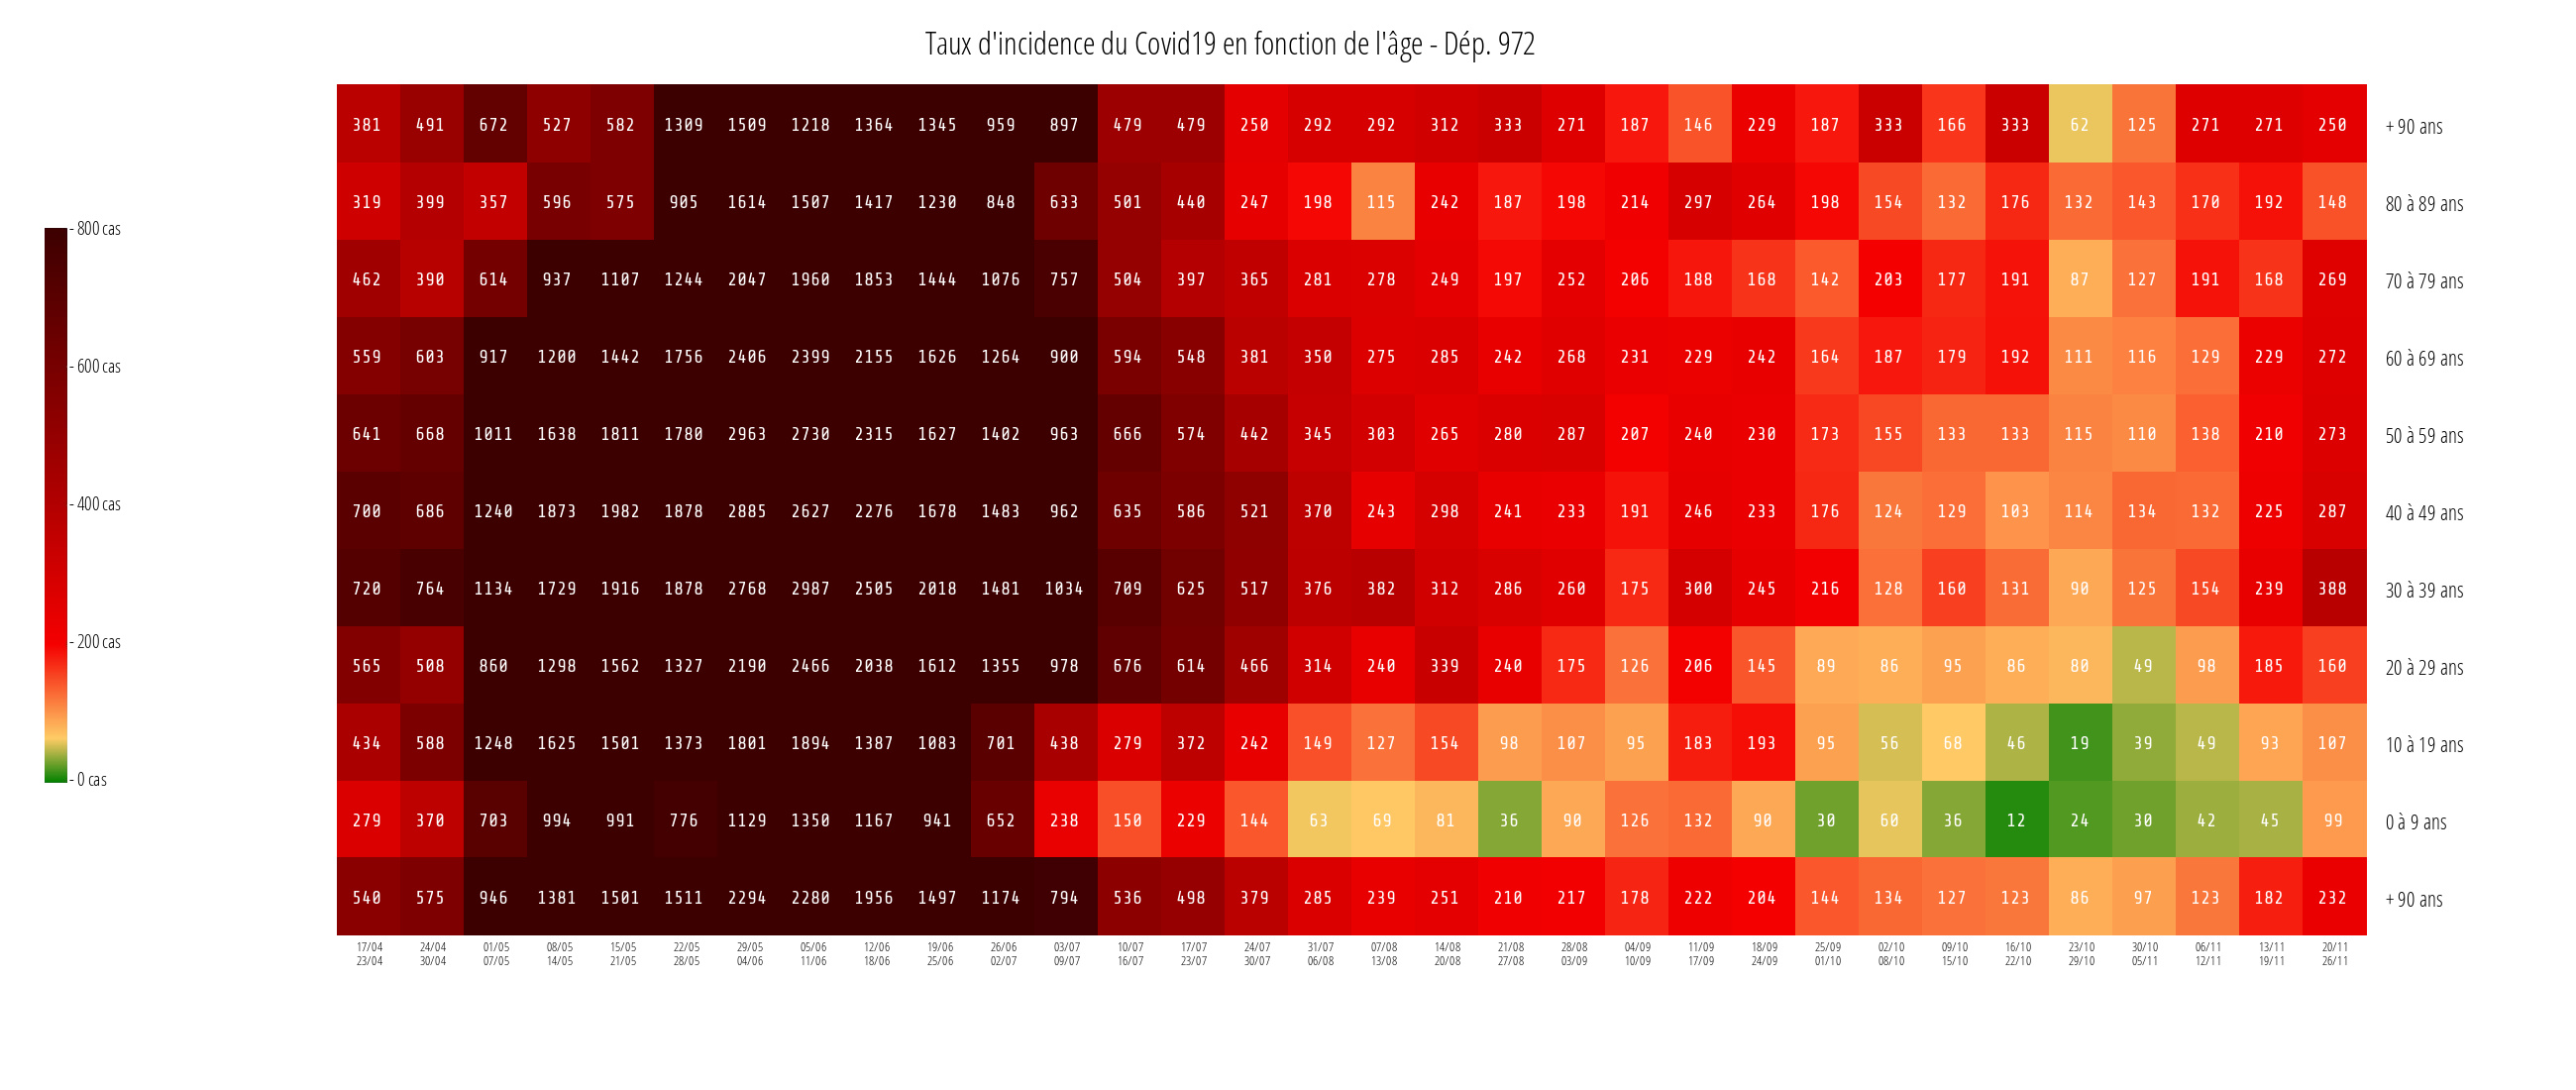 Taux d'incidence du Covid19 en fonction de l'âge - Dép. 972
- 800 cas
- 600 cas
- 400 cas
- 200 cas
- 0 cas
381 491 672 527 582 1309 1509 1218 1364 1345 959 897 479 479 250 292 292 312 333 271 187 146 229 187 333 166 333 62 125 271 271 250 + 90 ans
319 399 357 596 575 905 1614 1507 1417 1230 848 633 501 440 247 198 115 242 187 198 214 297 264 198 154 132 176 132 143 170 192 148 80 à 89 ans
462 390 614 937 1107 1244 2047 1960 1853 1444 1076 757 504 397 365 281 278 249 197 252 206 188 168 142 203 177 191 87 127 191 168 269 70 à 79 ans
559 603 917 1200 1442 1756 2406 2399 2155 1626 1264 900 594 548 381 350 275 285 242 268 231 229 242 164 187 179 192 111 116 129 229 272 60 à 69 ans
641 668 1011 1638 1811 1780 2963 2730 2315 1627 1402 963 666 574 442 345 303 265 280 287 207 240 230 173 155 133 133 115 110 138 210 273 50 à 59 ans
700 686 1240 1873 1982 1878 2885 2627 2276 1678 1483 962 635 586 521 370 243 298 241 233 191 246 233 176 124 129 103 114 134 132 225 287 40 à 49 ans
720 764 1134 1729 1916 1878 2768 2987 2505 2018 1481 1034 709 625 517 376 382 312 286 260 175 300 245 216 128 160 131 90 125 154 239 388 30 à 39 ans
565 508 860 1298 1562 1327 2190 2466 2038 1612 1355 978 676 614 466 314 240 339 240 175 126 206 145 89 86 95 86 80 49 98 185 160 20 à 29 ans
434 588 1248 1625 1501 1373 1801 1894 1387 1083 701 438 279 372 242 149 127 154 98 107 95 183 193 95 56 68 46 19 39 49 93 107 10 à 19 ans
279 370 703 994 991 776 1129 1350 1167 941 652 238 150 229 144 63 69 81 36 90 126 132 90 30 60 36 12 24 30 42 45 99 0 à 9 ans
540 575 946 1381 1501 1511 2294 2280 1956 1497 1174 794 536 498 379 285 239 251 210 217 178 222 204 144 134 127 123 86 97 123 182 232 + 90 ans
17/04 24/04 01/05 08/05 15/05 22/05 29/05 05/06 12/06 19/06 26/06 03/07 10/07 17/07 24/07 31/07 07/08 14/08 21/08 28/08 04/09 11/09 18/09 25/09 02/10 09/10 16/10 23/10 30/10 06/11 13/11 20/11
23/04 30/04 07/05 14/05 21/05 28/05 04/06 11/06 18/06 25/06 02/07 09/07 16/07 23/07 30/07 06/08 13/08 20/08 27/08 03/09 10/09 17/09 24/09 01/10 08/10 15/10 22/10 29/10 05/11 12/11 19/11 26/11